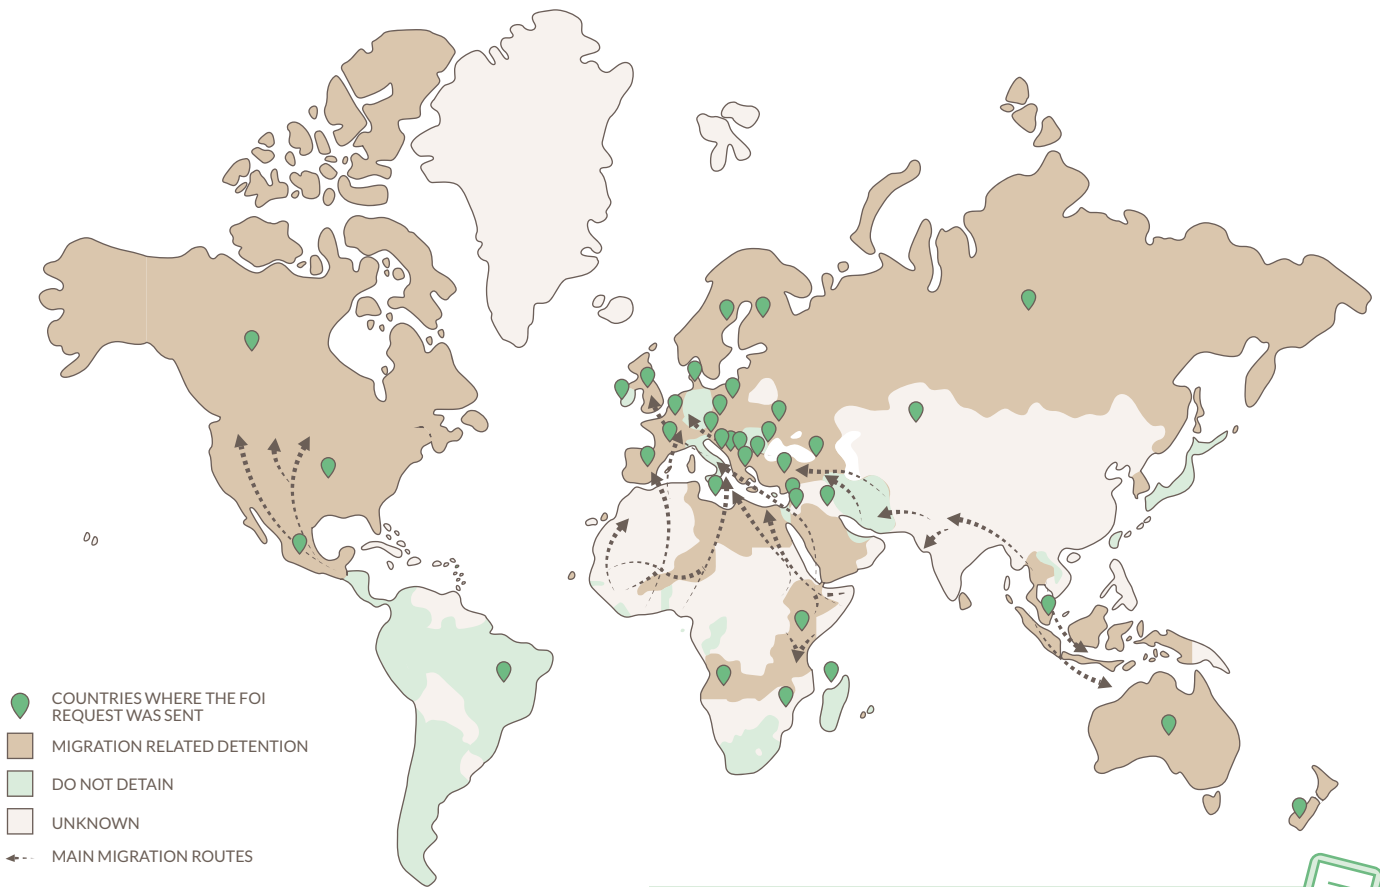 COUNTRIES WHERE THE FOI
REQUEST WAS SENT
MIGRATION RELATED DETENTION
DO NOT DETAIN
UNKNOWN
MAIN MIGRATION ROUTES